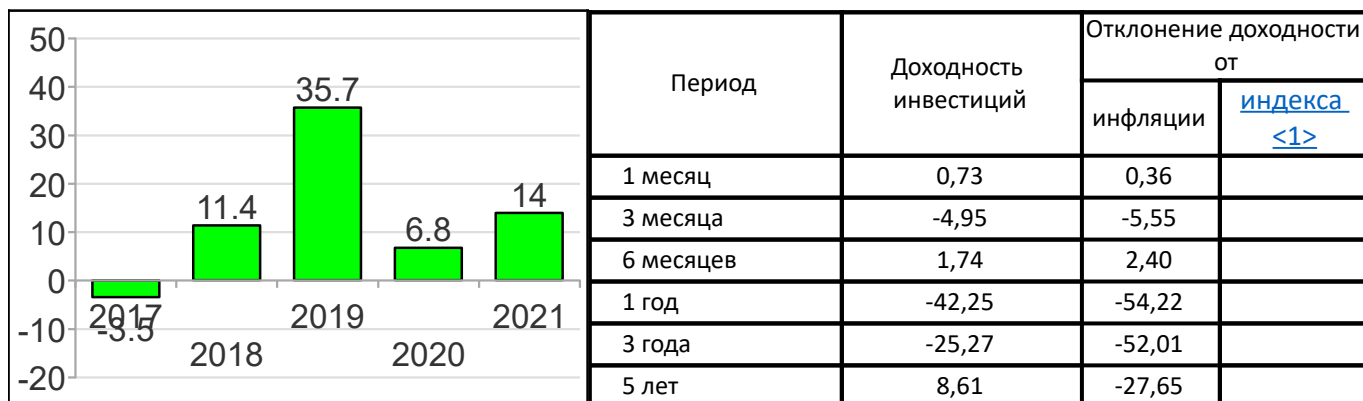 50
40
30
20
10
0
-10
-20
-3.5
11.4
35.7
6.8
14
2017
2018
2019
2020
2021
Период
Доходность
инвестиций
Отклонение доходности
от
инфляции
индекса
<1>
1 месяц 0,73 0,36
3 месяца -4,95 -5,55
6 месяцев 1,74 2,40
1 год -42,25 -54,22
3 года -25,27 -52,01
5 лет 8,61 -27,65